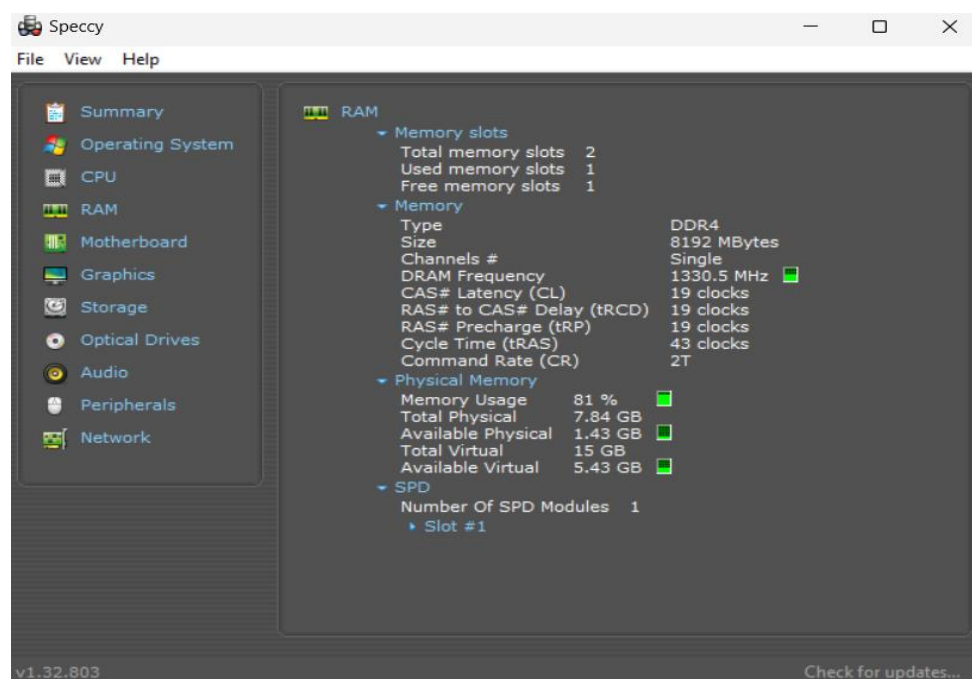 Speccy
File View Help
Summary
Operating System
CPU
RAM
Motherboard
Graphics
Storage
Optical Drives
Audio
Peripherals
Network
RAM
Memory slots
Total memory slots 2
Used memory slots 1
Free memory slots 1
Memory
Type DDR4
Size 8192 MBytes
Channels # Single
DRAM Frequency 1330.5 MHz
CAS# Latency (CL) 19 clocks
RAS# to CAS# Delay (tRCD) 19 clocks
RAS# Precharge (tRP) 19 clocks
Cycle Time (tRAS) 43 clocks
Command Rate (CR) 2T
Physical Memory
Memory Usage 81 %
Total Physical 7.84 GB
Available Physical 1.43 GB
Total Virtual 15 GB
Available Virtual 5.43 GB
SPD
Number Of SPD Modules 1
Slot #1
v1.32.803
Check for updates...